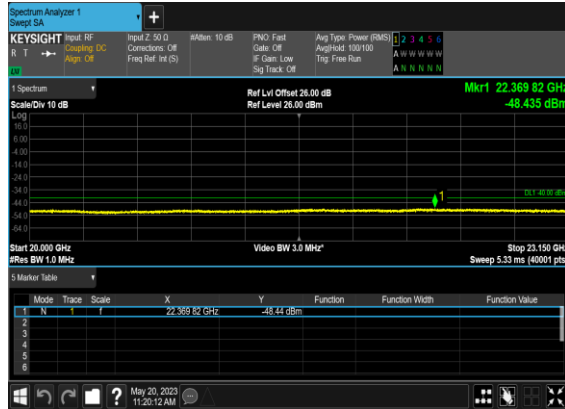 Spectrum Analyzer 1
Swept SA
+
KEYSIGHT Input: RF Input Z: 50 Ω #Atten: 10 dB PNO: Fast Avg Type: Power (RMS) 1 2 3 4 5 6
R T Coupling: DC Corrections: Off Gate: Off Avg|Hold: 100/100 A W W W W W
Align: Off Freq Ref: Int (S) IF Gain: Low Trig: Free Run
Sig Track: Off A N N N N N
1 Spectrum Ref Lvl Offset 26.00 dB Mkr1 22.369 82 GHz
Scale/Div 10 dB Ref Level 26.00 dBm -48.435 dBm
Log
16.0
6.00
-4.00
-14.0
-24.0
-34.0
1
DL1 -40.00 dBm
-44.0
-54.0
-64.0
Start 20.000 GHz Video BW 3.0 MHz* Stop 23.150 GHz
#Res BW 1.0 MHz Sweep 5.33 ms (40001 pts)
5 Marker Table
Mode Trace Scale X Y Function Function Width Function Value
1 N 1 f 22.369 82 GHz -48.44 dBm
2
3
4
5
6
? May 20, 2023
11:20:12 AM